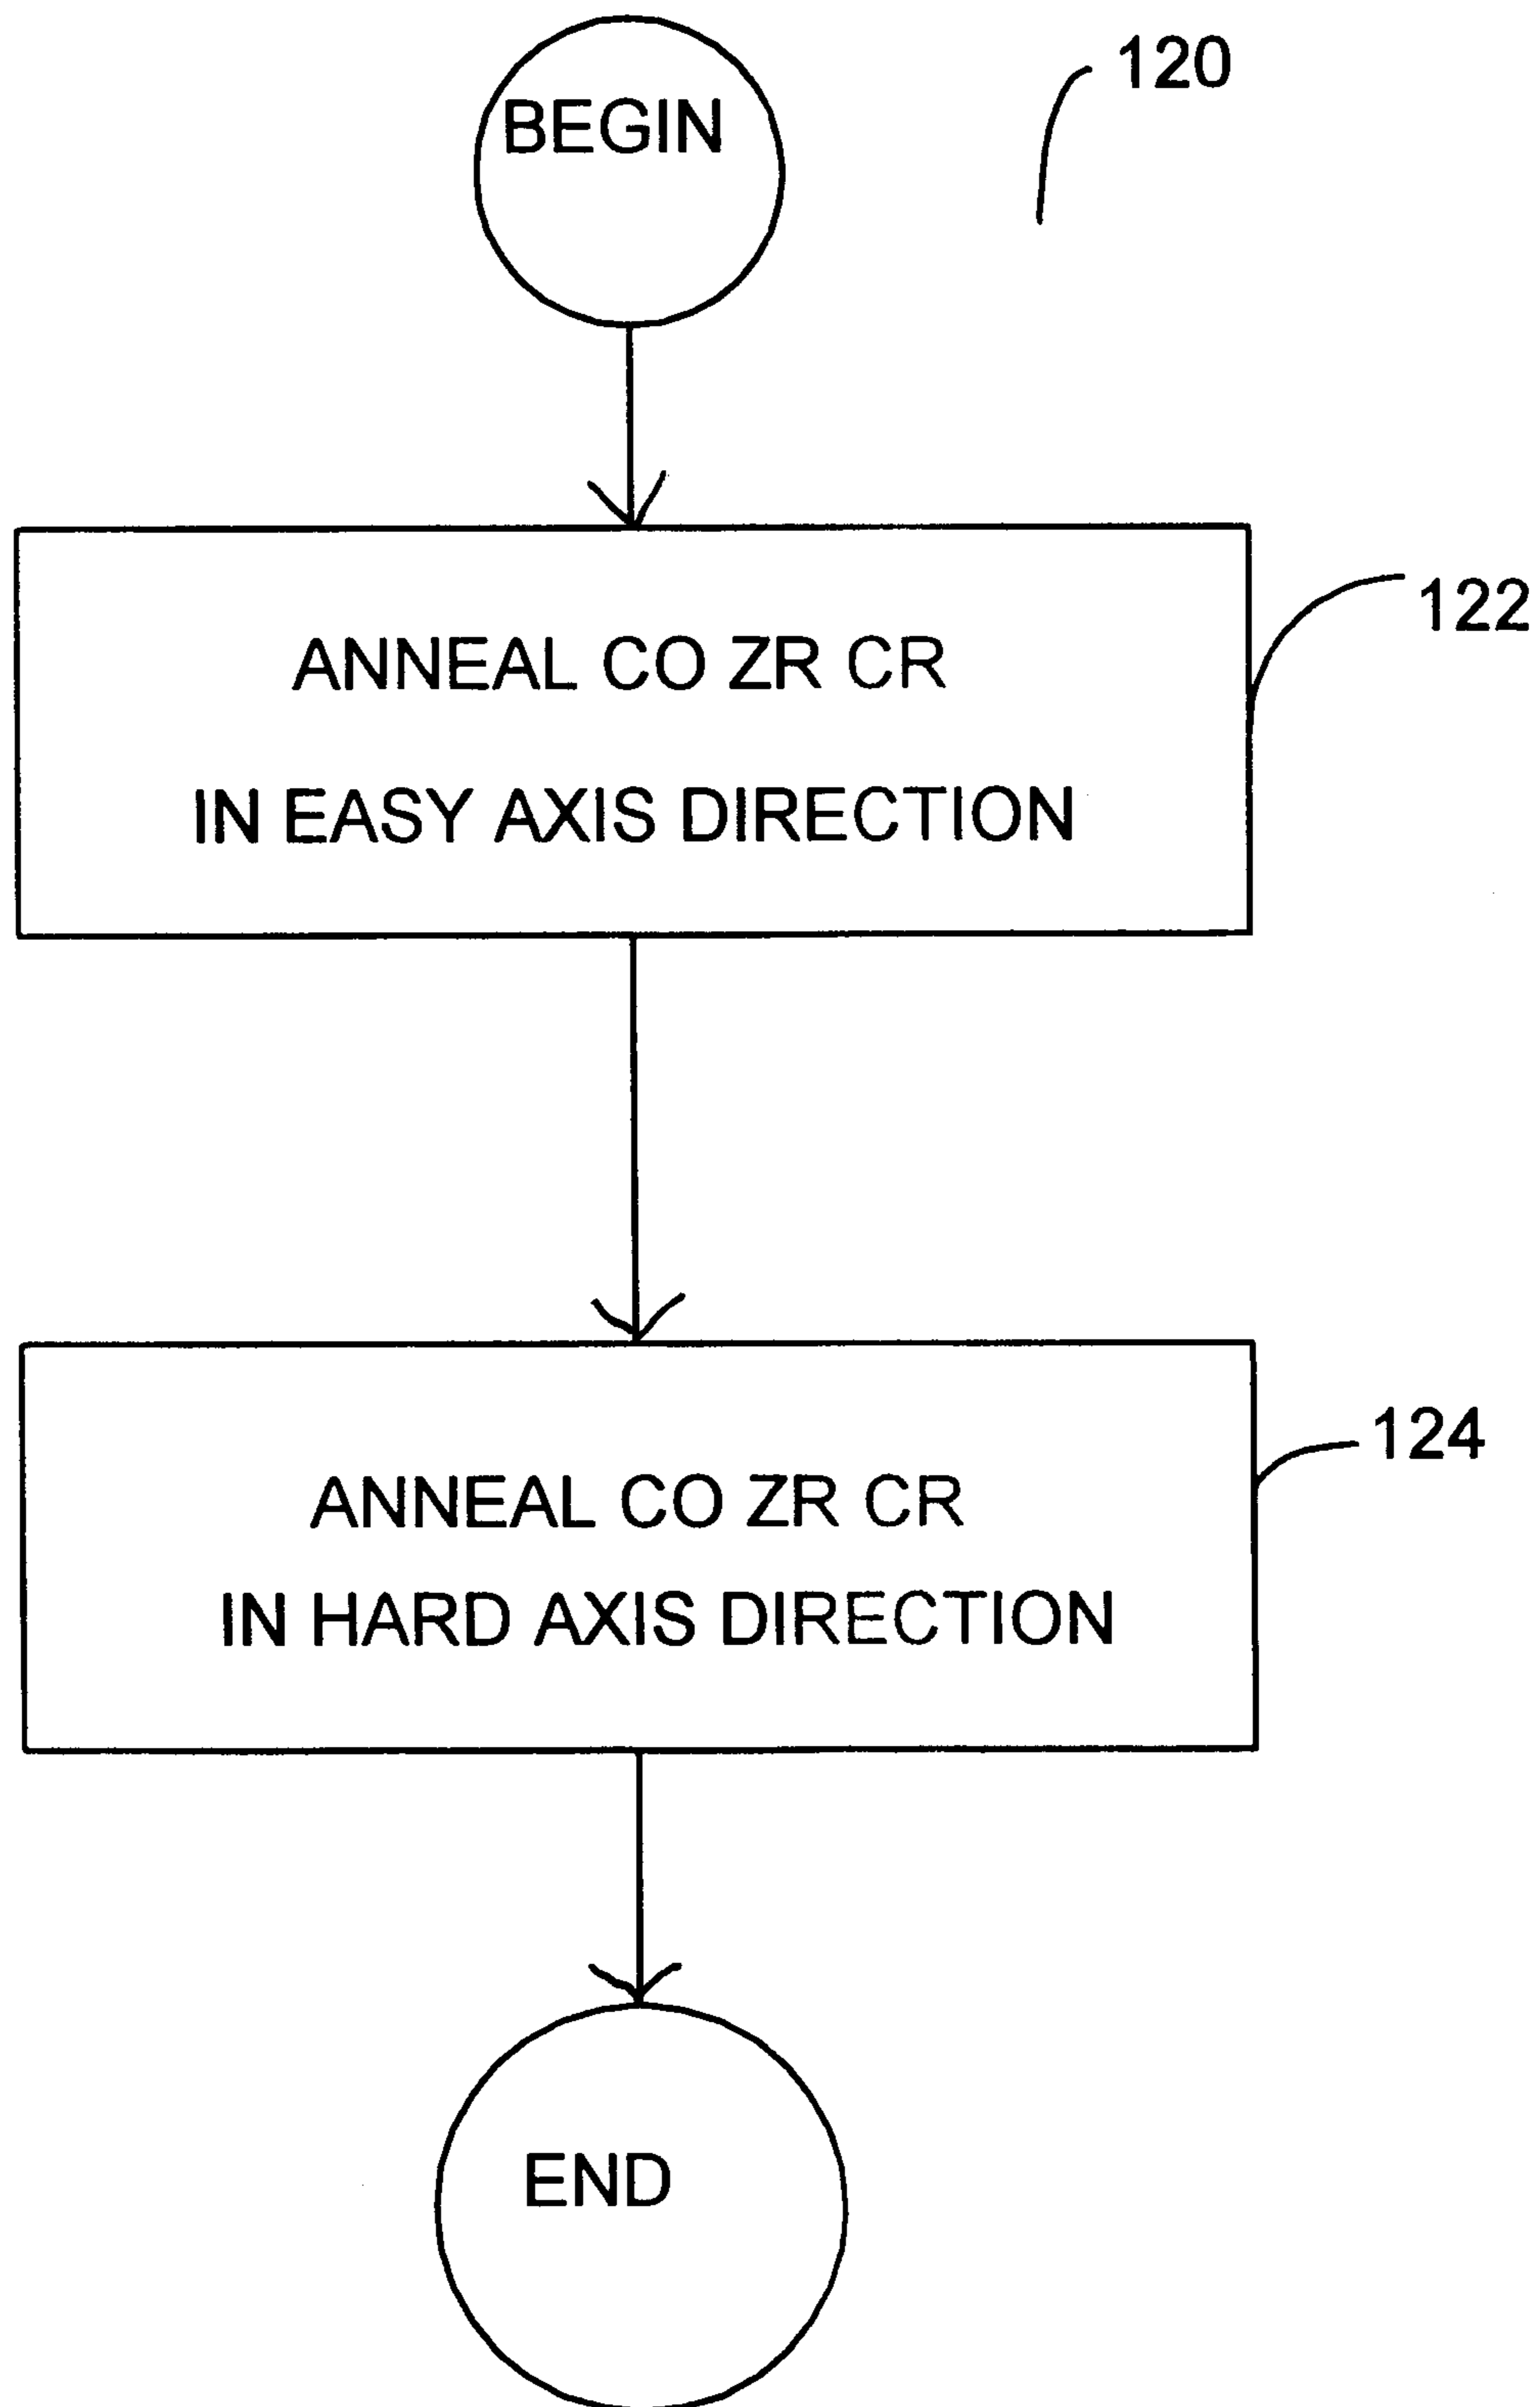 BEGIN
120
ANNEAL CO ZR CR
IN EASY AXIS DIRECTION
122
ANNEAL CO ZR CR
IN HARD AXIS DIRECTION
124
END